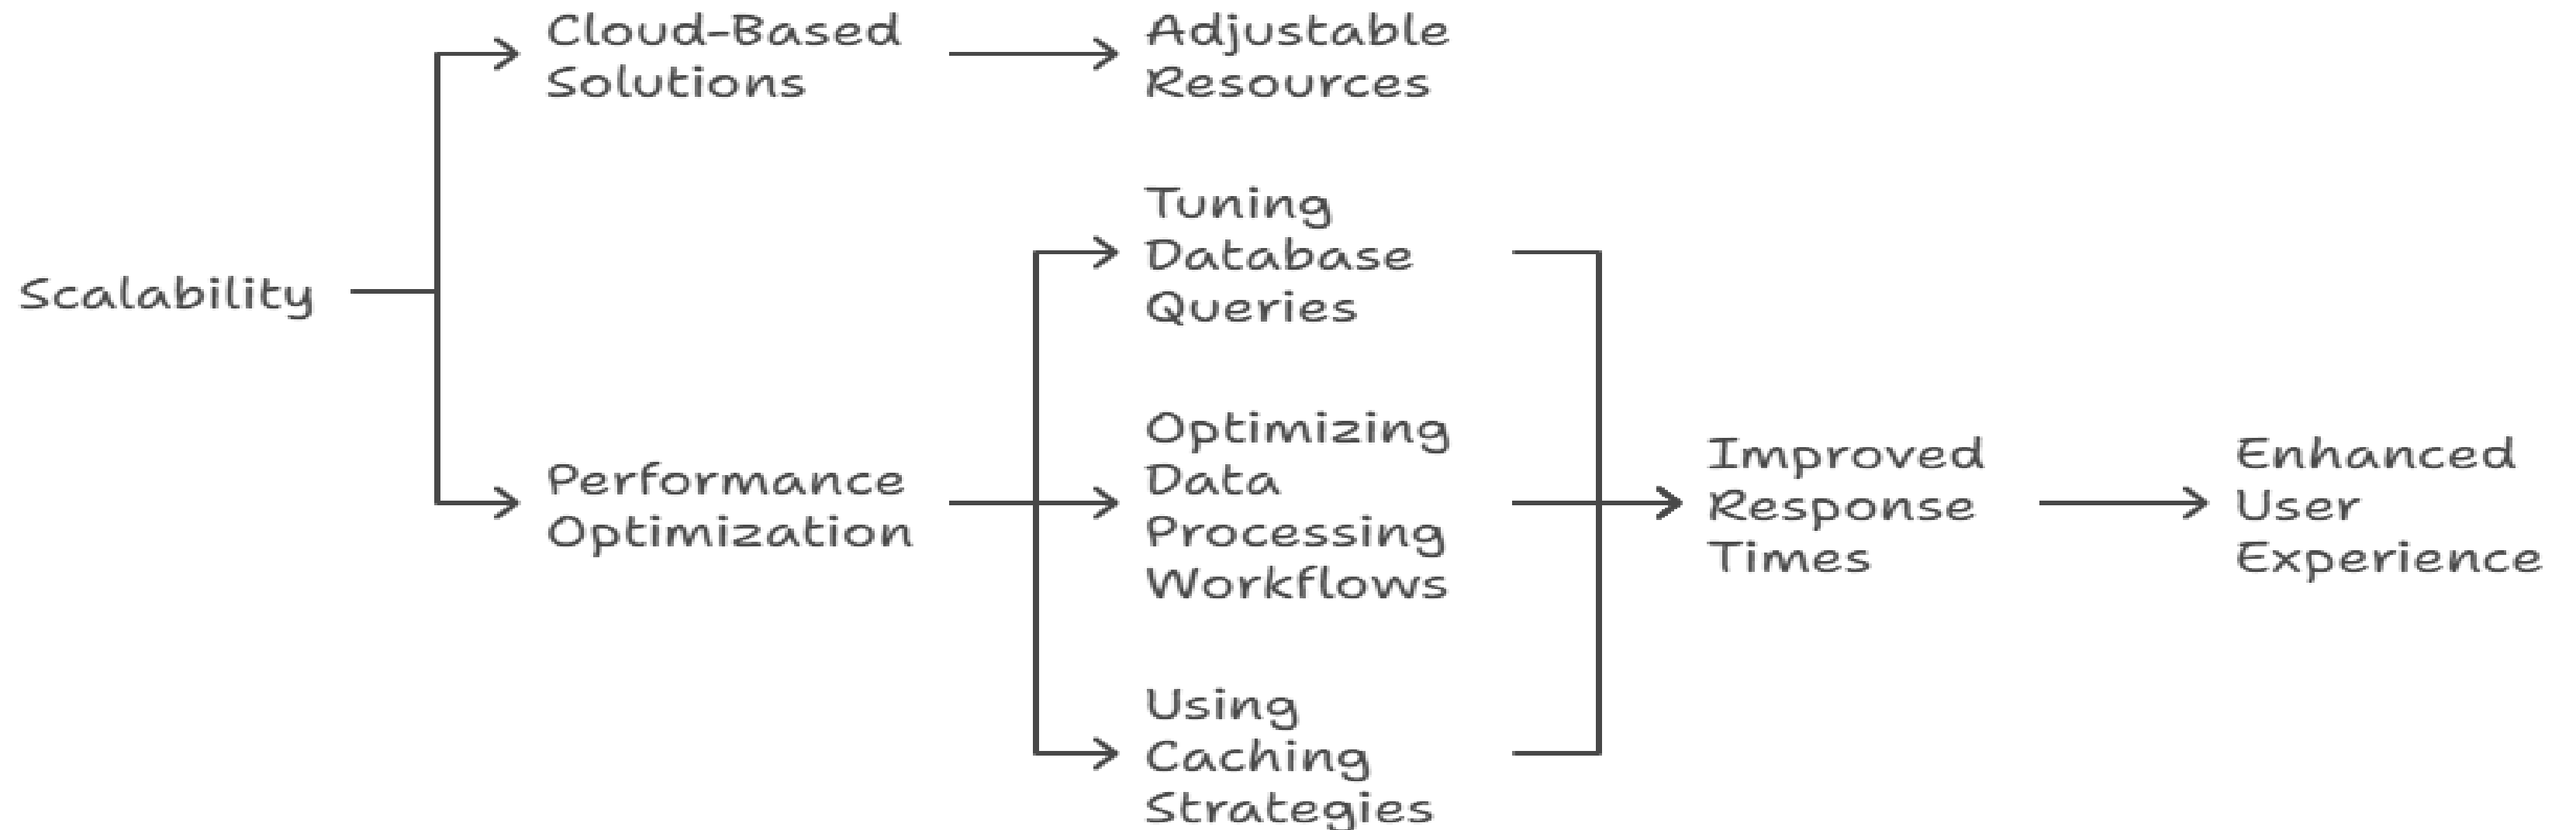 Cloud-Based
Solutions
Adjustable
Resources
Tuning
Database
Queries
Scalability
Optimizing
Data
Processing
Workflows
Performance
Optimization
Improved
Response
Times
Enhanced
User
Experience
Using
Caching
Strategies